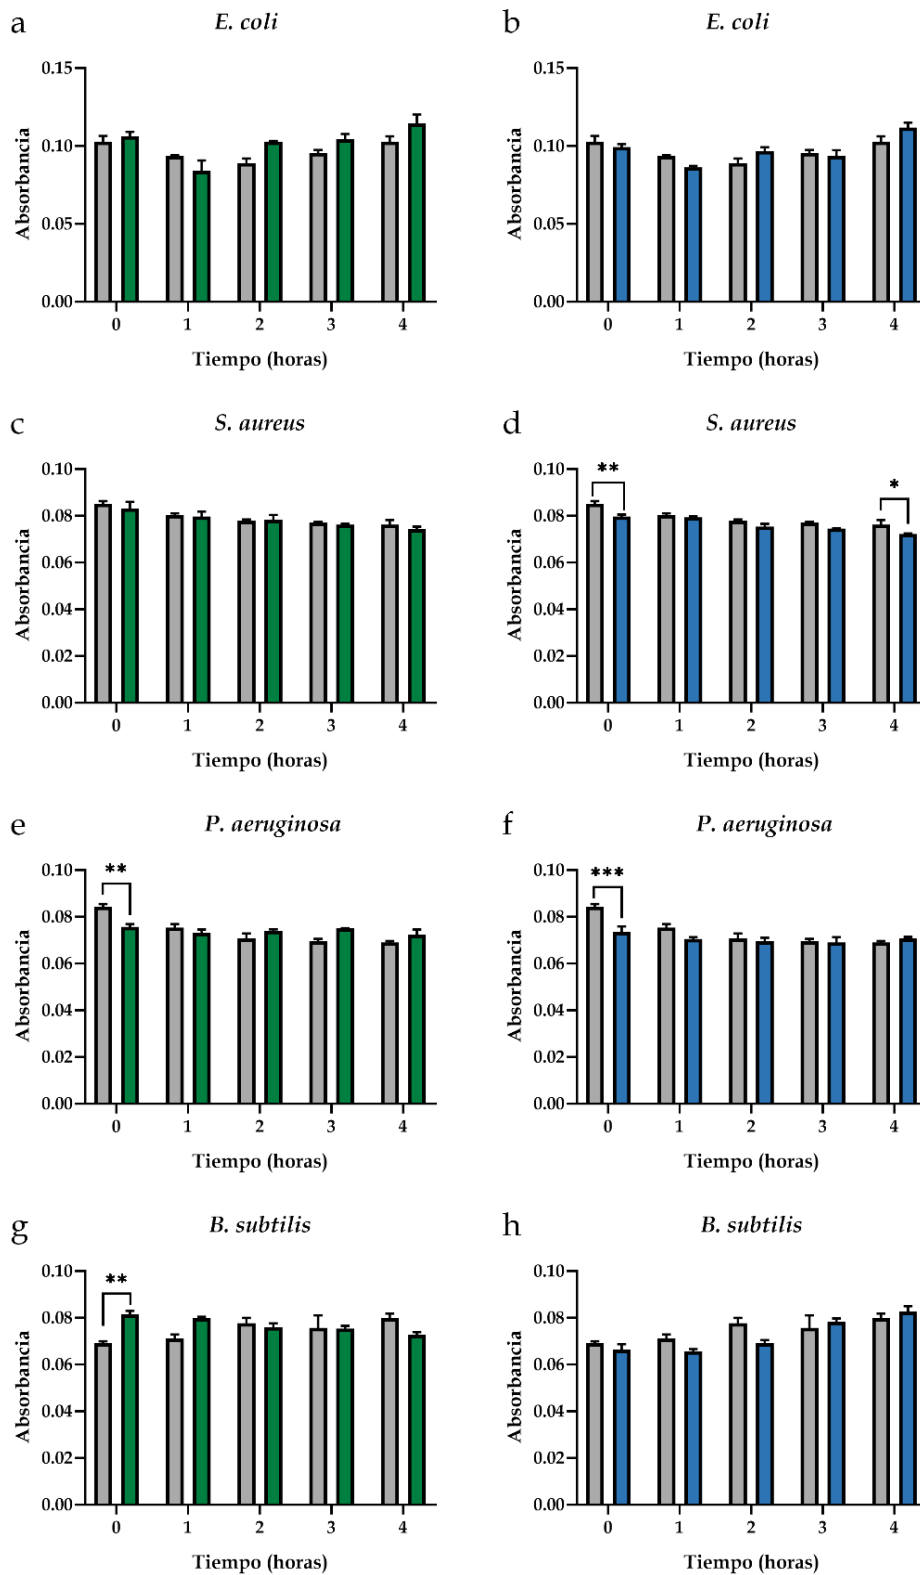 a
E. coli
0.15
0.10
0.05
0.00
Absorbancia
0 1 2 3 4
Tiempo (horas)
b
E. coli
0.15
0.10
0.05
0.00
Absorbancia
0 1 2 3 4
Tiempo (horas)
c
S. aureus
0.10
0.08
0.06
0.04
0.02
0.00
Absorbancia
0 1 2 3 4
Tiempo (horas)
d
S. aureus
0.10
0.08
0.06
0.04
0.02
0.00
Absorbancia
**
*
0 1 2 3 4
Tiempo (horas)
e
P. aeruginosa
0.10
0.08
0.06
0.04
0.02
0.00
Absorbancia
**
0 1 2 3 4
Tiempo (horas)
f
P. aeruginosa
0.10
0.08
0.06
0.04
0.02
0.00
Absorbancia
***
0 1 2 3 4
Tiempo (horas)
g
B. subtilis
0.10
0.08
0.06
0.04
0.02
0.00
Absorbancia
**
0 1 2 3 4
Tiempo (horas)
h
B. subtilis
0.10
0.08
0.06
0.04
0.02
0.00
Absorbancia
0 1 2 3 4
Tiempo (horas)